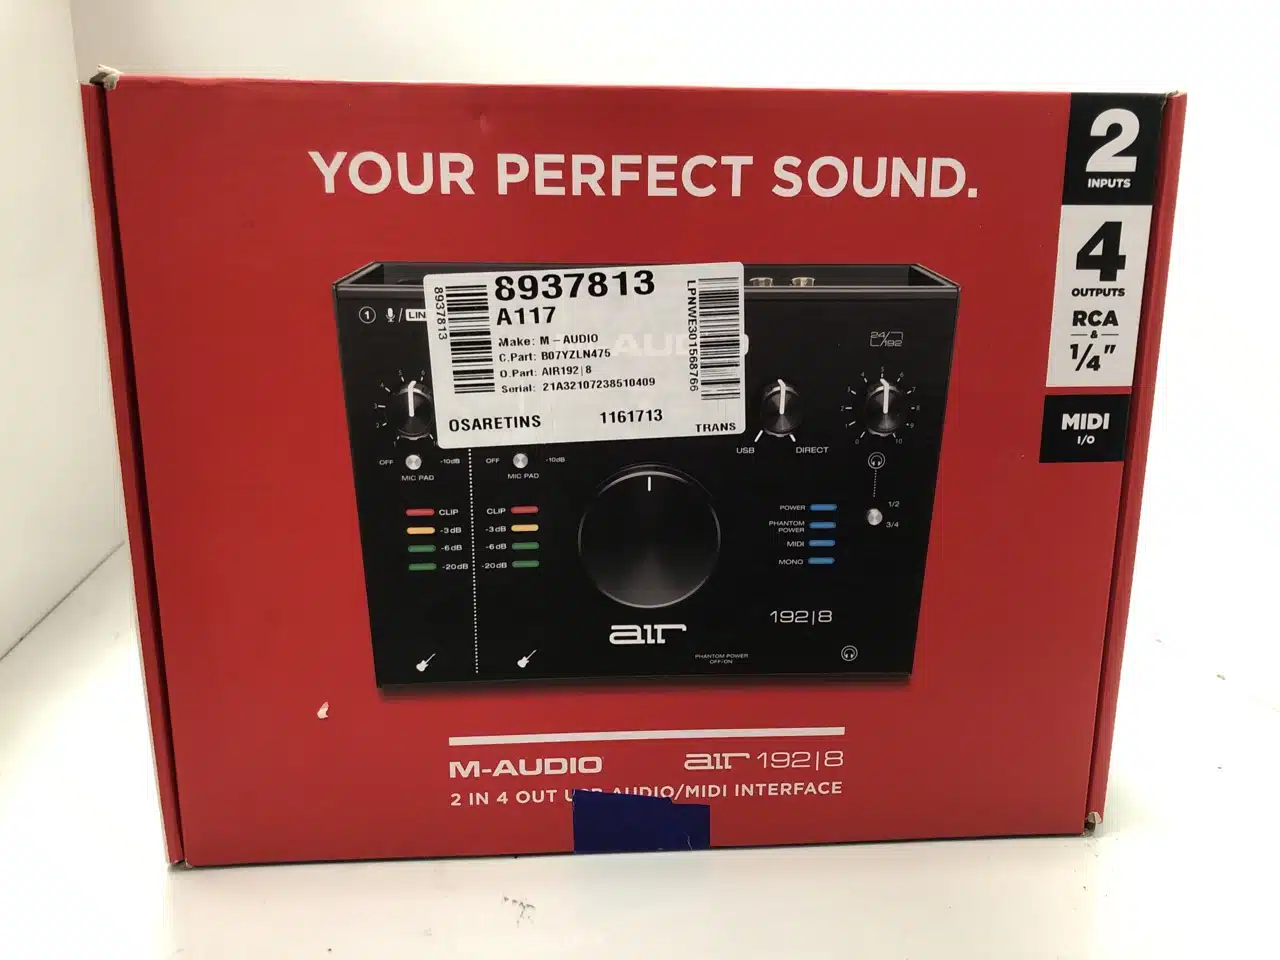 YOUR PERFECT SOUND.
2
INPUTS
4
OUTPUTS
RCA
&
1/4"
MIDI
I/O
8937813
A117
Make: M-AUDIO
C.Part: B07YZLN475
O.Part: AIR192|8
Serial: 21A32107238510409
OSARETINS 1161713 TRANS
8937813
LPNWE301568766
1 / LIN
24/192
OFF -10dB
MIC PAD
OFF -10dB
MIC PAD
USB DIRECT
CLIP
-3dB
-6dB
-20dB
CLIP
-3dB
-6dB
-20dB
POWER
PHANTOM
POWER
MIDI
MONO
1/2
3/4
192|8
air
PHANTOM POWER
OFF/ON
M-AUDIO air 192|8
2 IN 4 OUT USB AUDIO/MIDI INTERFACE